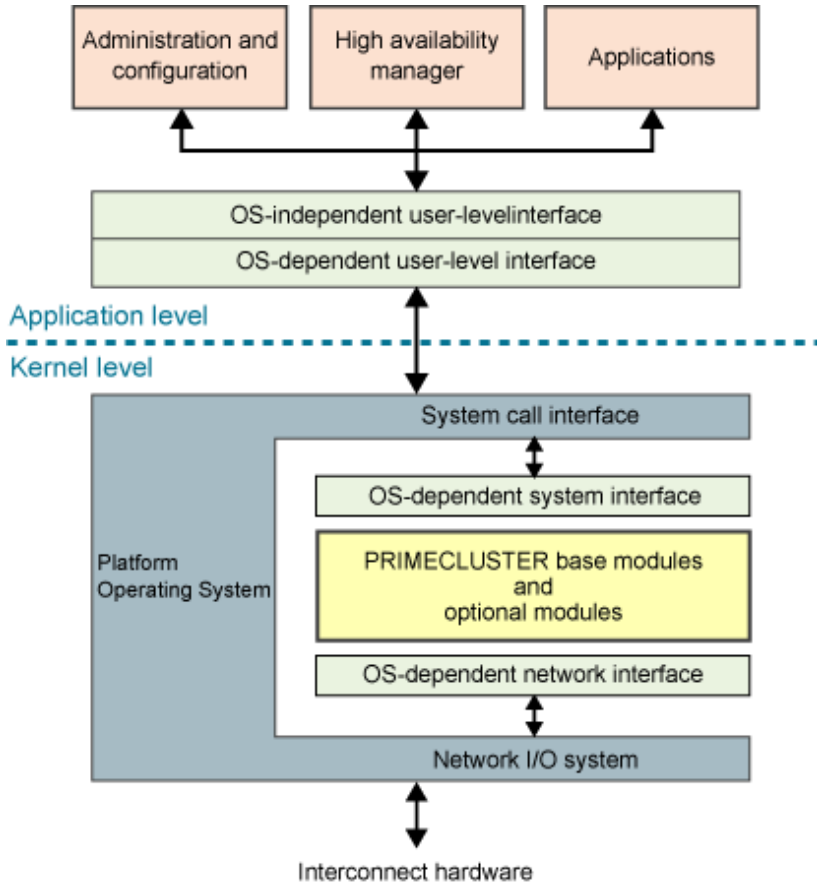 Administration and
configuration
High availability
manager
Applications
OS-independent user-levelinterface
OS-dependent user-level interface
Application level
Kernel level
System call interface
OS-dependent system interface
Platform
Operating System
PRIMECLUSTER base modules
and
optional modules
OS-dependent network interface
Network I/O system
Interconnect hardware